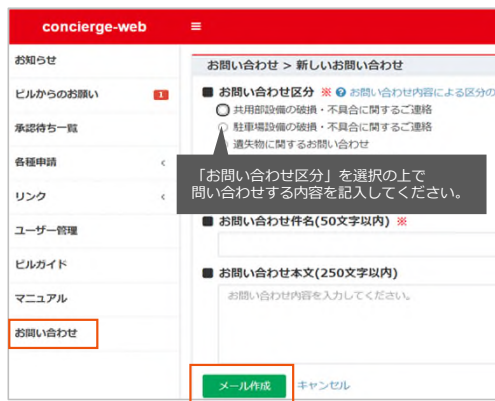 concierge-web
お知らせ
ビルからのお願い 1
承認待ち一覧
各種申請
リンク
ユーザー管理
ビルガイド
マニュアル
お問い合わせ
お問い合わせ > 新しいお問い合わせ
お問い合わせ区分 ※ お問い合わせ内容による区分の
共用部設備の破損・不具合に関するご連絡
駐車場設備の破損・不具合に関するご連絡
遺失物に関するお問い合わせ
「お問い合わせ区分」を選択の上で
問い合わせする内容を記入してください。
お問い合わせ件名(50文字以内) ※
お問い合わせ本文(250文字以内)
お問い合わせ内容を入力してください。
メール作成 キャンセル